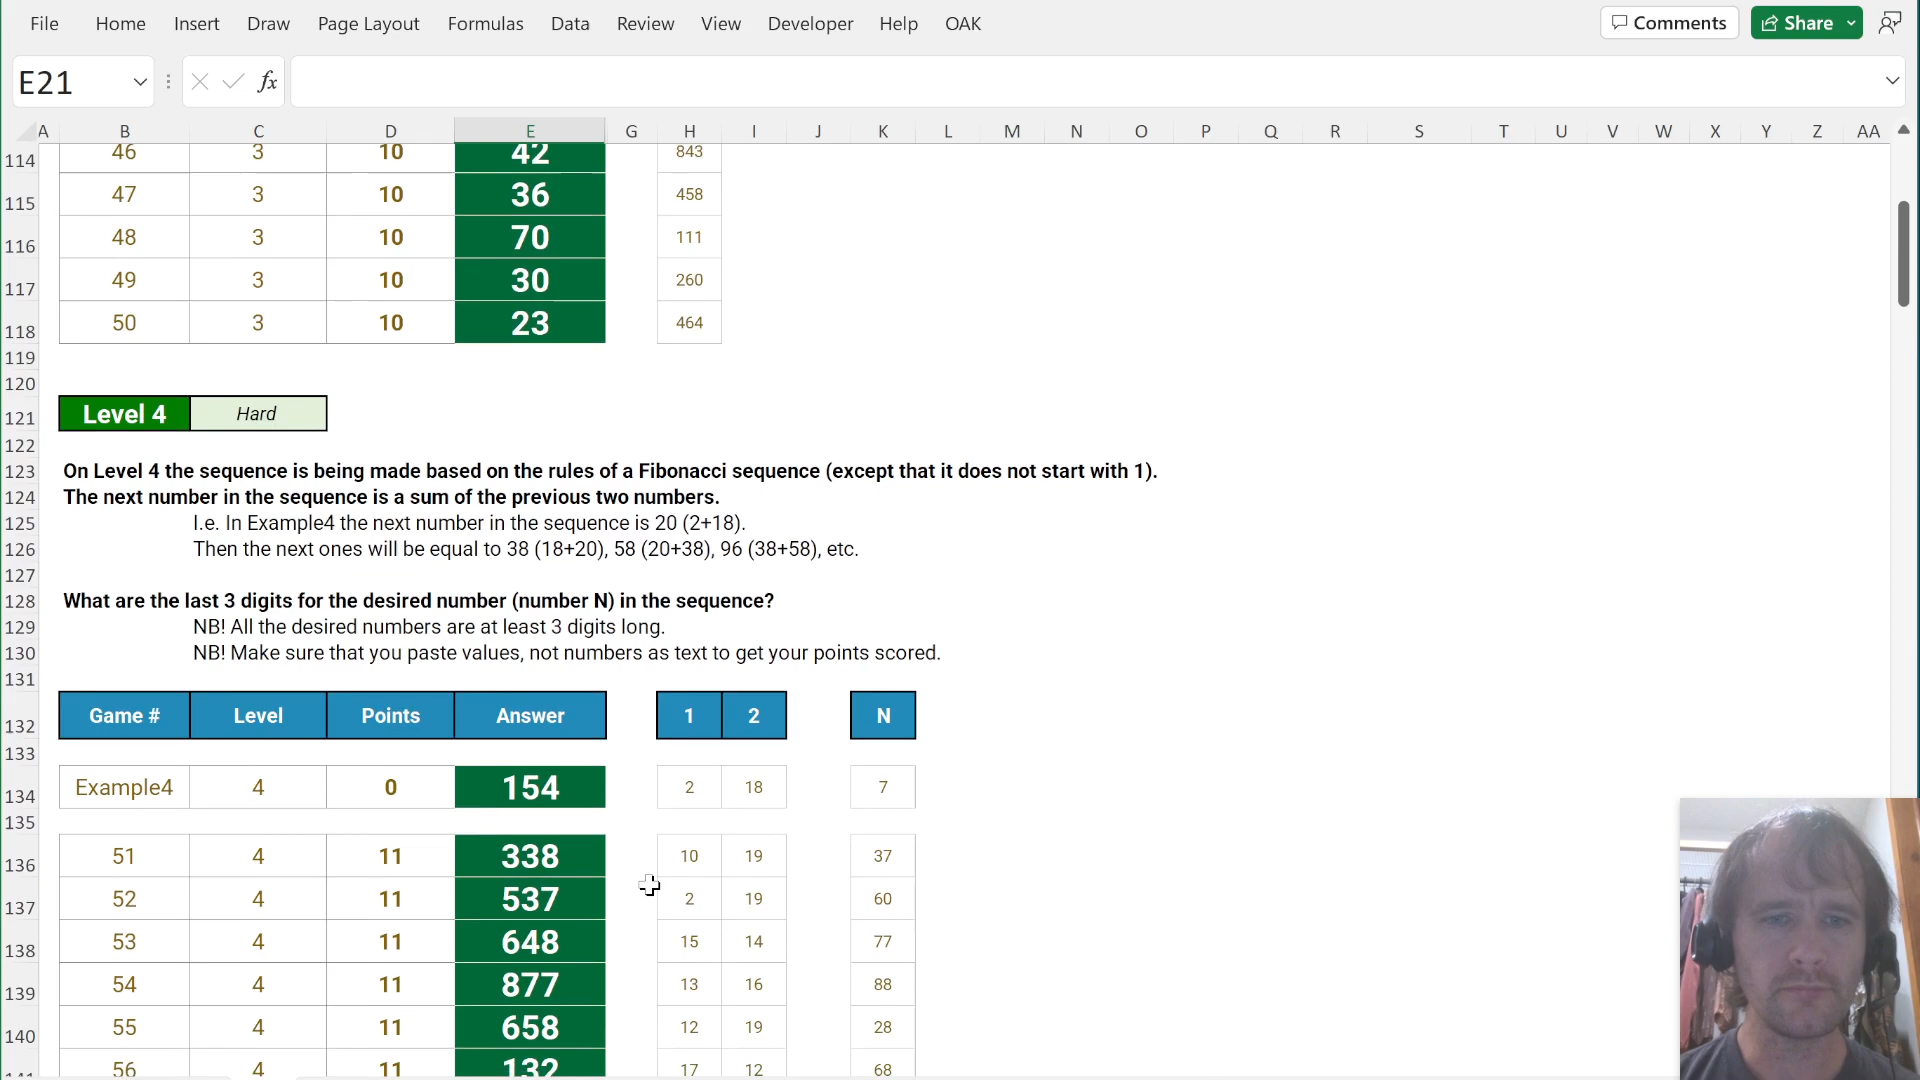 File Home Insert Draw Page Layout Formulas Data Review View Developer Help OAK Comments Share
E21 fx
A B C D E G H I J K L M N O P Q R S T U V W X Y Z AA
114 46 3 10 42 843
115 47 3 10 36 458
116 48 3 10 70 111
117 49 3 10 30 260
118 50 3 10 23 464
119
120
121 Level 4 Hard
122
123 On Level 4 the sequence is being made based on the rules of a Fibonacci sequence (except that it does not start with 1).
124 The next number in the sequence is a sum of the previous two numbers.
125 I.e. In Example4 the next number in the sequence is 20 (2+18).
126 Then the next ones will be equal to 38 (18+20), 58 (20+38), 96 (38+58), etc.
127
128 What are the last 3 digits for the desired number (number N) in the sequence?
129 NB! All the desired numbers are at least 3 digits long.
130 NB! Make sure that you paste values, not numbers as text to get your points scored.
131
132 Game # Level Points Answer 1 2 N
133
134 Example4 4 0 154 2 18 7
135
136 51 4 11 338 10 19 37
137 52 4 11 537 2 19 60
138 53 4 11 648 15 14 77
139 54 4 11 877 13 16 88
140 55 4 11 658 12 19 28
56 4 11 132 17 12 68